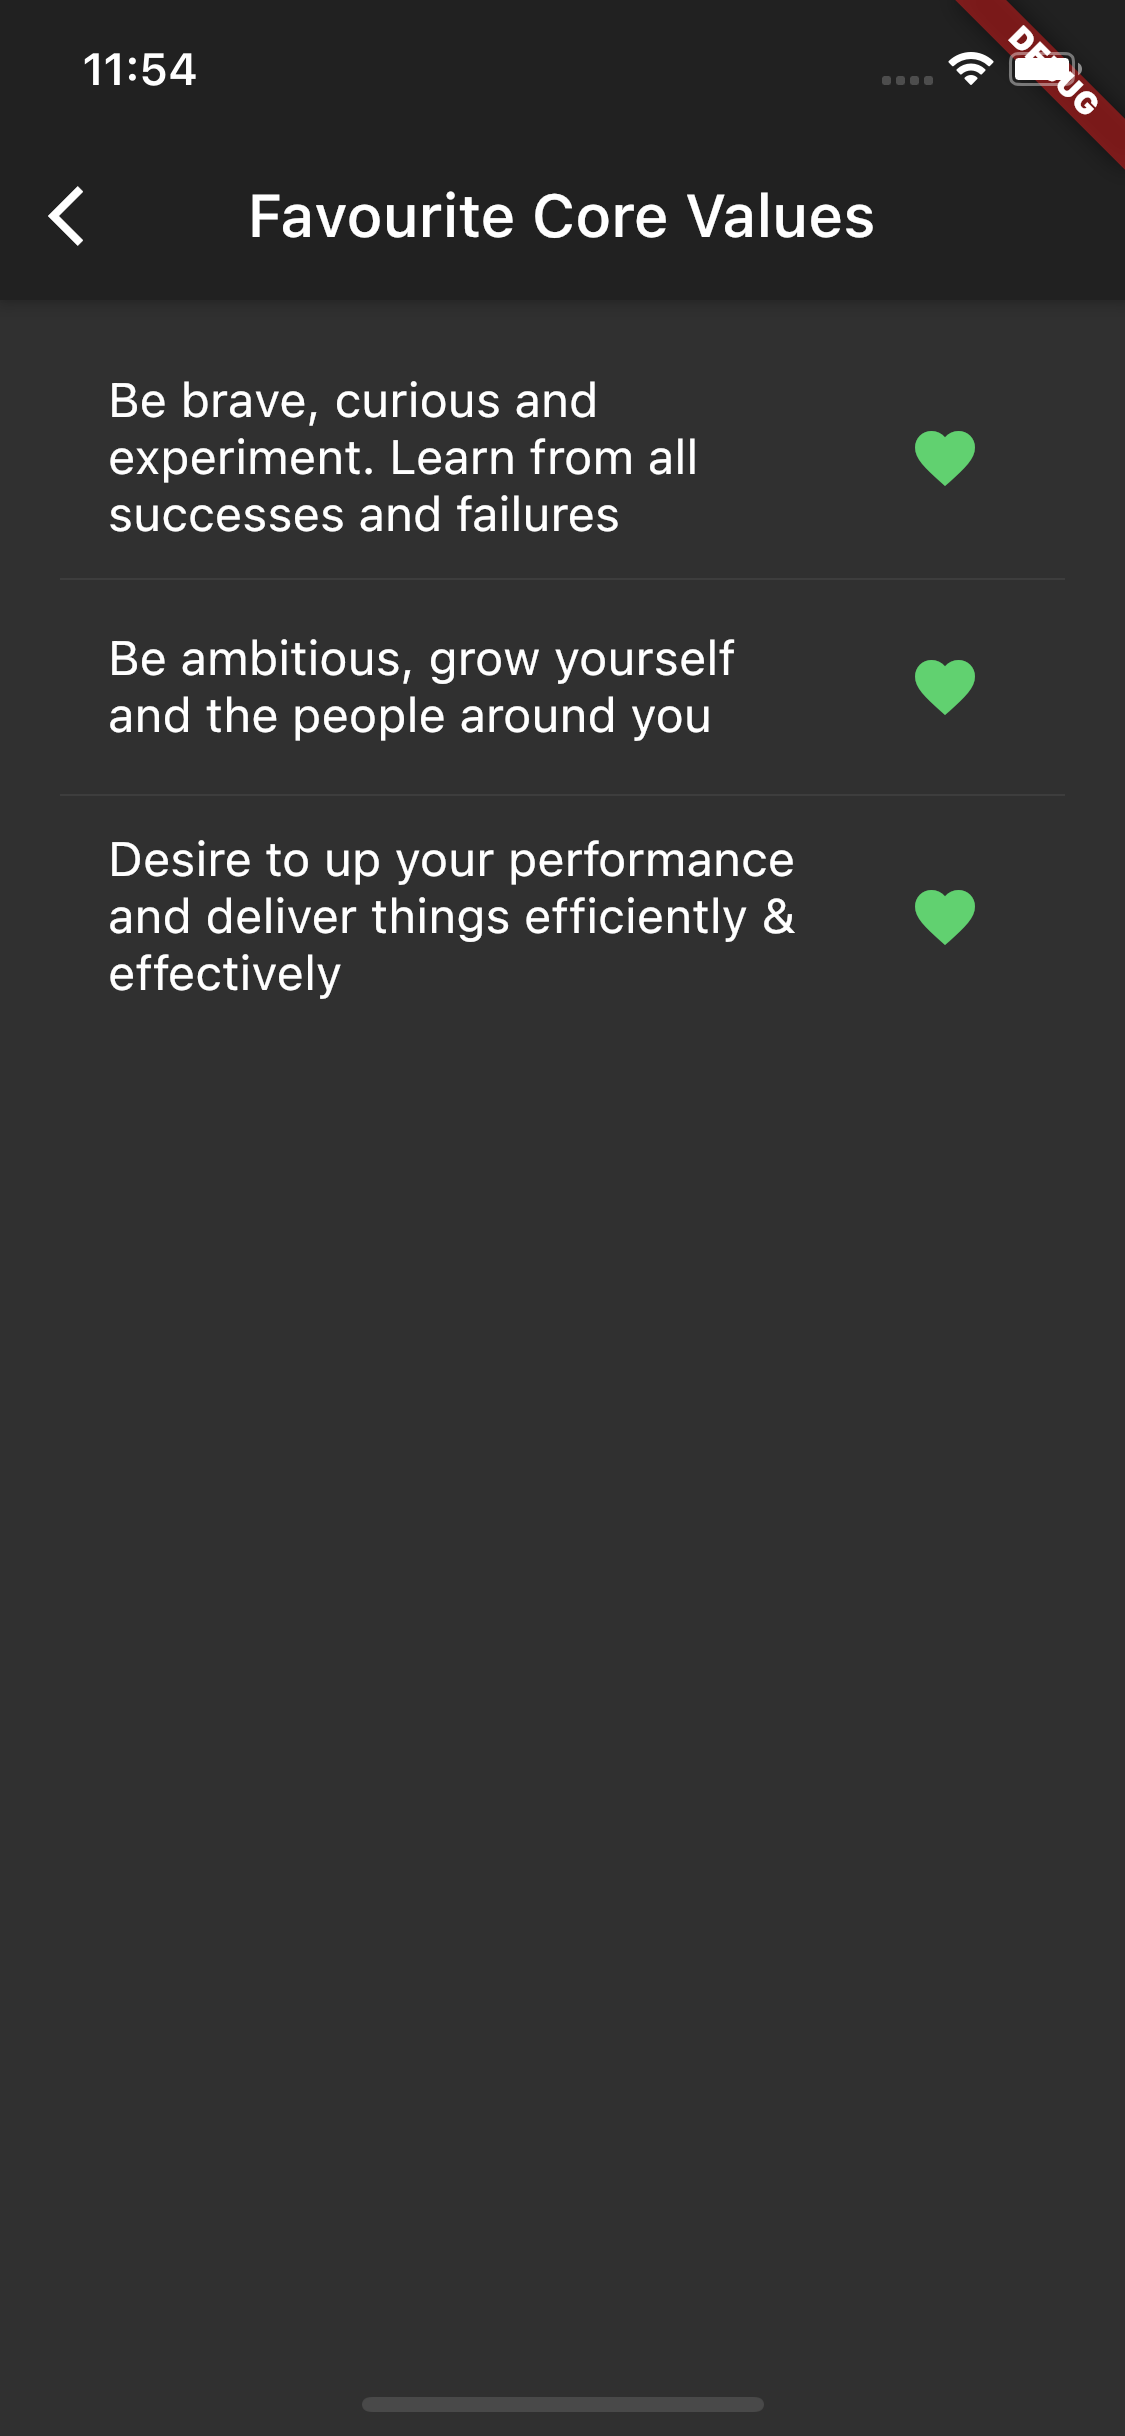 11:54
DEBUG
Favourite Core Values
Be brave, curious and
experiment. Learn from all
successes and failures
Be ambitious, grow yourself
and the people around you
Desire to up your performance
and deliver things efficiently &
effectively